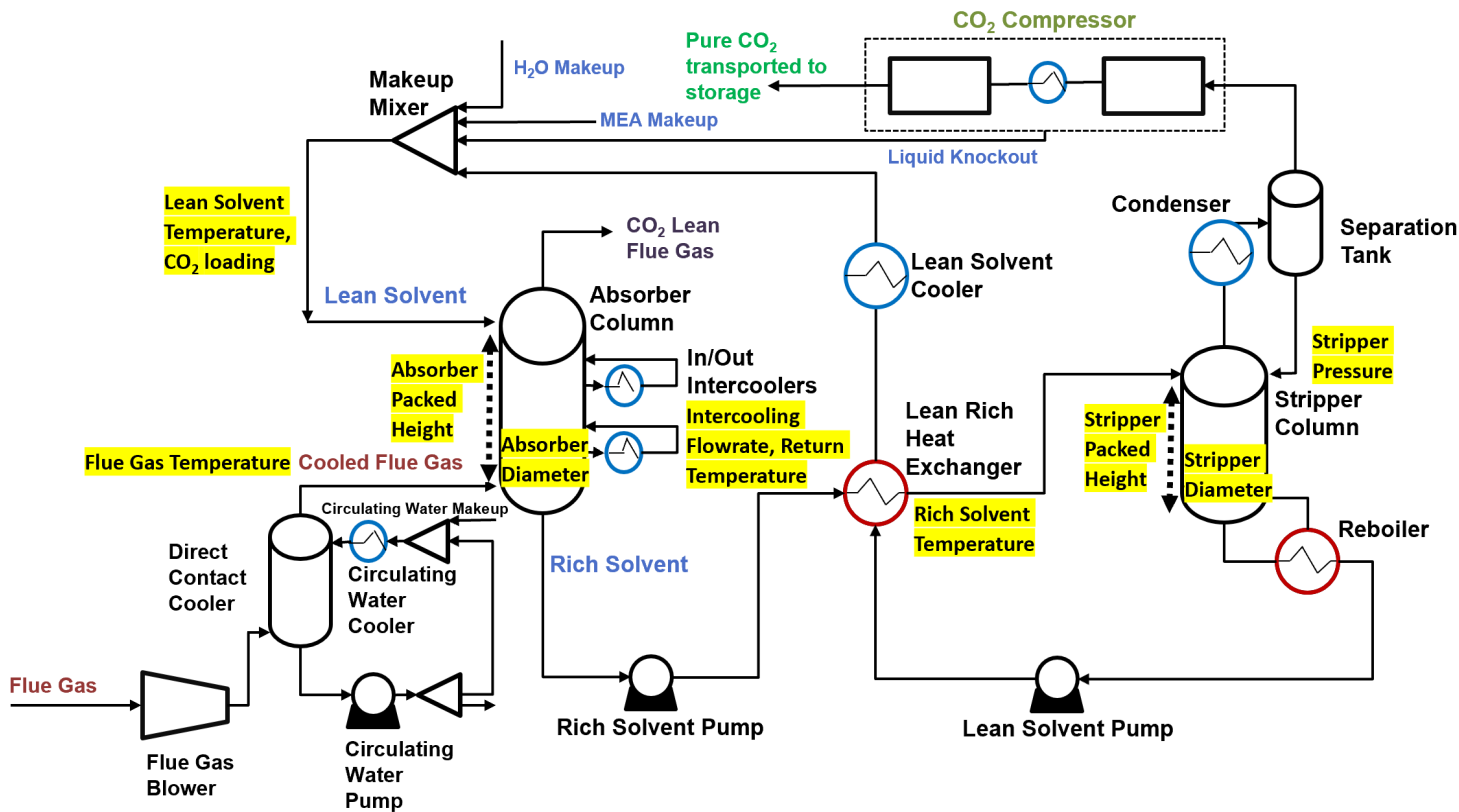 CO₂ Compressor
Pure CO₂
transported to
storage
H₂O Makeup
Makeup
Mixer
MEA Makeup
Liquid Knockout
Lean Solvent
Temperature,
CO₂ loading
CO₂ Lean
Flue Gas
Condenser
Separation
Tank
Lean Solvent
Cooler
Lean Solvent
Absorber
Column
Absorber
Packed
Height
In/Out
Intercoolers
Intercooling
Flowrate, Return
Temperature
Absorber
Diameter
Lean Rich
Heat
Exchanger
Rich Solvent
Temperature
Stripper
Pressure
Stripper
Column
Stripper
Packed
Height
Stripper
Diameter
Reboiler
Flue Gas Temperature
Cooled Flue Gas
Circulating Water Makeup
Direct
Contact
Cooler
Circulating
Water
Cooler
Rich Solvent
Flue Gas
Flue Gas
Blower
Circulating
Water
Pump
Rich Solvent Pump
Lean Solvent Pump